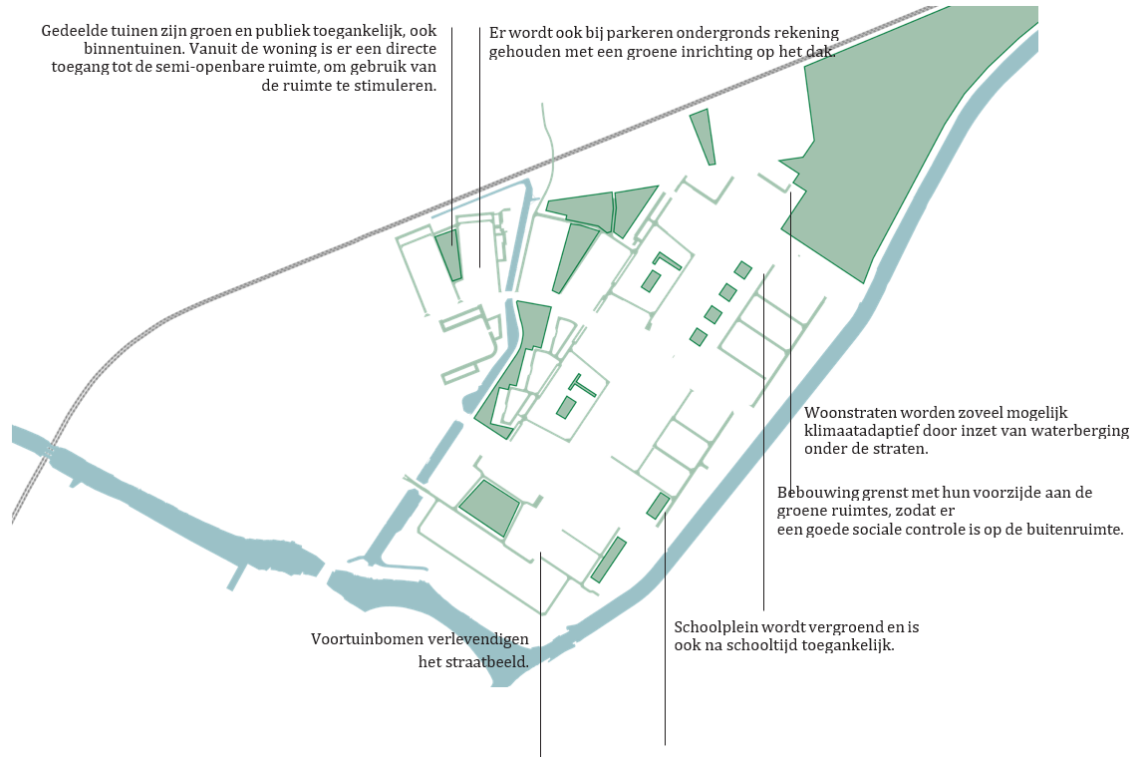 Gedeelde tuinen zijn groen en publiek toegankelijk, ook
binnentuinen. Vanuit de woning is er een directe
toegang tot de semi-openbare ruimte, om gebruik van
de ruimte te stimuleren.
Er wordt ook bij parkeren ondergronds rekening
gehouden met een groene inrichting op het dak.
Woonstraten worden zoveel mogelijk
klimaatadaptief door inzet van waterberging
onder de straten.
Bebouwing grenst met hun voorzijde aan de
groene ruimtes, zodat er
een goede sociale controle is op de buitenruimte.
Schoolplein wordt vergroend en is
ook na schooltijd toegankelijk.
Voortuinbomen verlevendigen
het straatbeeld.